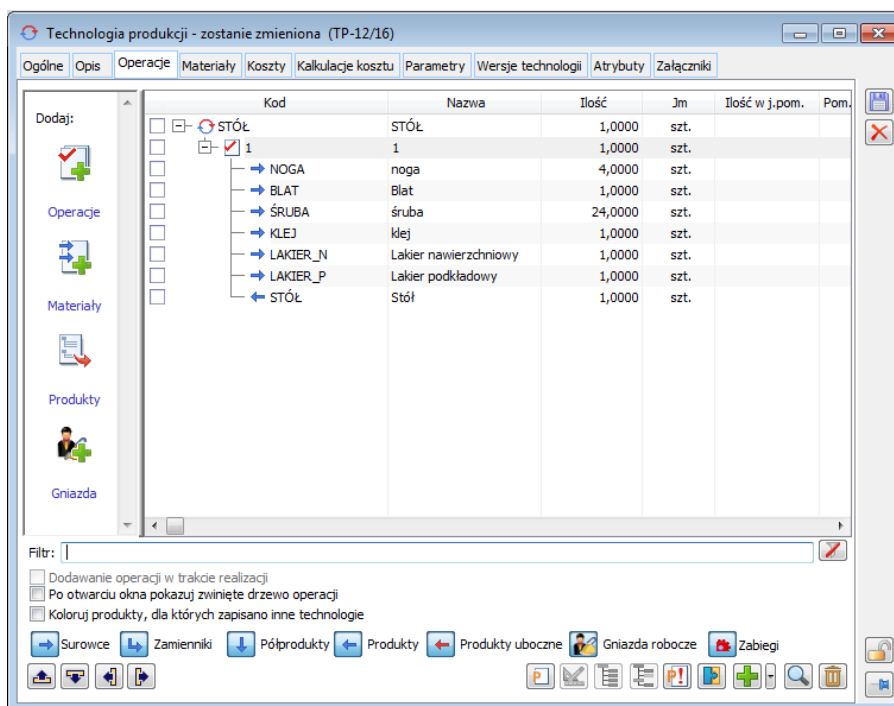 Technologia produkcji - zostanie zmieniona (TP-12/16)
Ogólne Opis Operacje Materiały Koszty Kalkulacje kosztu Parametry Wersje technologii Atrybuty Załączniki
Dodaj:
Operacje
Materiały
Produkty
Gniazda
Kod Nazwa Ilość Jm Ilość w j.pom. Pom.
STÓŁ STÓŁ 1,0000 szt.
1 1 1,0000 szt.
NOGA noga 4,0000 szt.
BLAT Blat 1,0000 szt.
ŚRUBA śruba 24,0000 szt.
KLEJ klej 1,0000 szt.
LAKIER_N Lakier nawierzchniowy 1,0000 szt.
LAKIER_P Lakier podkładowy 1,0000 szt.
STÓŁ Stół 1,0000 szt.
Filtr:
Dodawanie operacji w trakcie realizacji
Po otwarciu okna pokazuj zwinięte drzewo operacji
Koloruj produkty, dla których zapisano inne technologie
Surowce Zamienniki Półprodukty Produkty Produkty uboczne Gniazda robocze Zabiegi
P P!